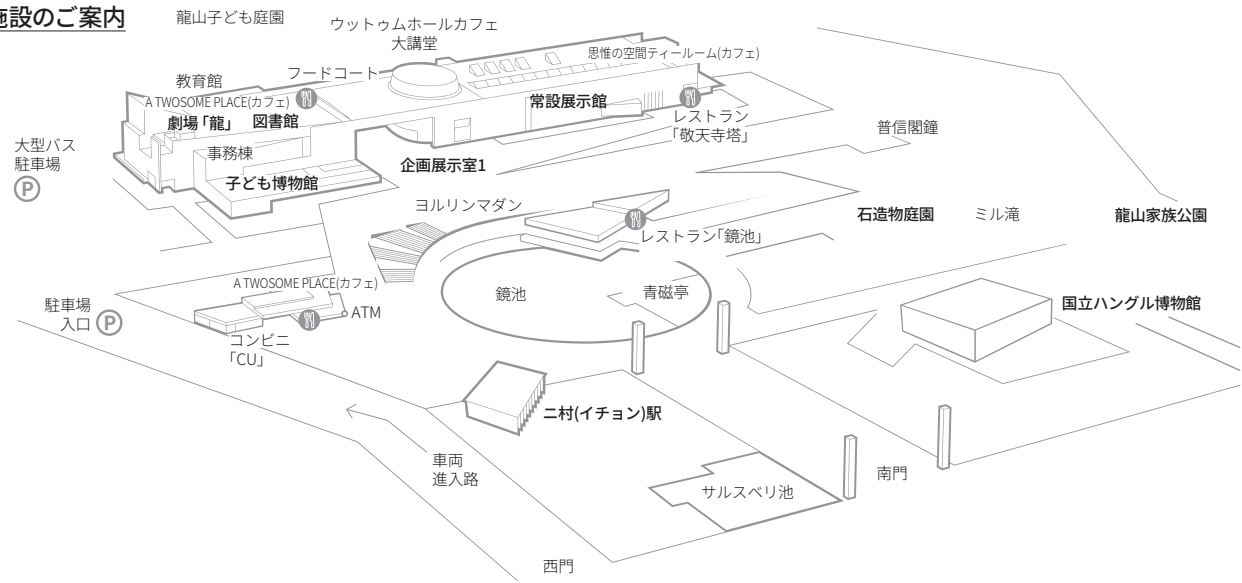 施設のご案内
龍山子ども庭園
ウットゥムホールカフェ
大講堂
思惟の空間ティールーム(カフェ)
教育館
フードコート
A TWOSOME PLACE(カフェ)
劇場「龍」
図書館
常設展示館
レストラン
「敬天寺塔」
普信閣鐘
大型バス
駐車場
P
事務棟
企画展示室1
子ども博物館
ヨルリンマダン
石造物庭園
ミル滝
龍山家族公園
レストラン「鏡池」
A TWOSOME PLACE(カフェ)
鏡池
青磁亭
国立ハングル博物館
駐車場
入口
P
ATM
コンビニ
「CU」
二村(イチョン)駅
車両
進入路
サルスベリ池
南門
西門